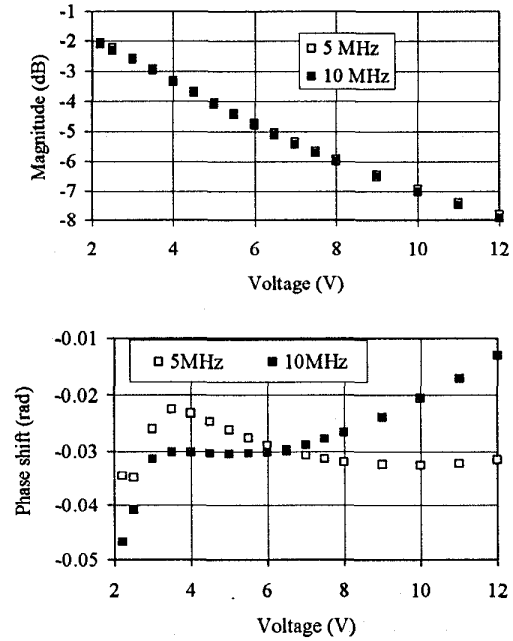 -1
-2
-3
-4
-5
-6
-7
-8
Magnitude (dB)
5 MHz
10 MHz
2 4 6 8 10 12
Voltage (V)
-0.01
-0.02
-0.03
-0.04
-0.05
Phase shift (rad)
5MHz 10MHz
2 4 6 8 10 12
Voltage (V)